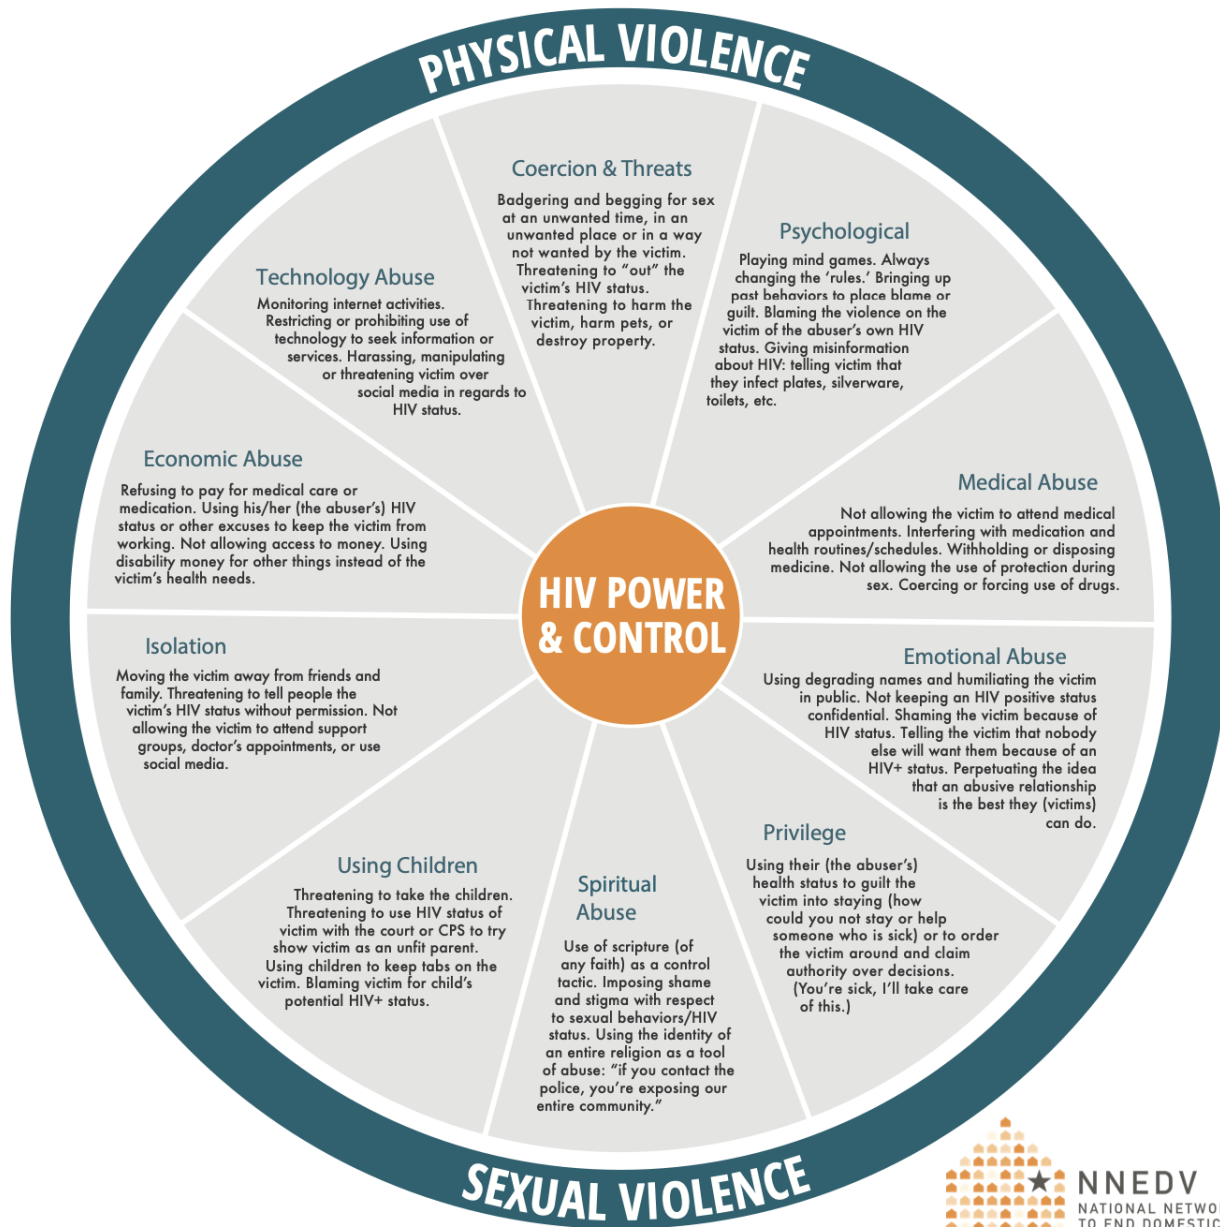 PHYSICAL VIOLENCE
Coercion & Threats
Badgering and begging for sex
at an unwanted time, in an
unwanted place or in a way
not wanted by the victim.
Threatening to “out” the
victim’s HIV status.
Threatening to harm the
victim, harm pets, or
destroy property.
Psychological
Playing mind games. Always
changing the ‘rules.’ Bringing up
past behaviors to place blame or
guilt. Blaming the violence on the
victim of the abuser’s own HIV
status. Giving misinformation
about HIV: telling victim that
they infect plates, silverware,
toilets, etc.
Medical Abuse
Not allowing the victim to attend medical
appointments. Interfering with medication and
health routines/schedules. Withholding or disposing
medicine. Not allowing the use of protection during
sex. Coercing or forcing use of drugs.
Emotional Abuse
Using degrading names and humiliating the victim
in public. Not keeping an HIV positive status
confidential. Shaming the victim because of
HIV status. Telling the victim that nobody
else will want them because of an
HIV+ status. Perpetuating the idea
that an abusive relationship
is the best they (victims)
can do.
Privilege
Using their (the abuser’s)
health status to guilt the
victim into staying (how
could you not stay or help
someone who is sick) or to order
the victim around and claim
authority over decisions.
(You’re sick, I’ll take care
of this.)
Spiritual
Abuse
Use of scripture (of
any faith) as a control
tactic. Imposing shame
and stigma with respect
to sexual behaviors/HIV
status. Using the identity of
an entire religion as a tool
of abuse: “if you contact the
police, you’re exposing our
entire community.”
Using Children
Threatening to take the children.
Threatening to use HIV status of
victim with the court or CPS to try
show victim as an unfit parent.
Using children to keep tabs on the
victim. Blaming victim for child’s
potential HIV+ status.
Isolation
Moving the victim away from friends and
family. Threatening to tell people the
victim’s HIV status without permission. Not
allowing the victim to attend support
groups, doctor’s appointments, or use
social media.
Economic Abuse
Refusing to pay for medical care or
medication. Using his/her (the abuser’s) HIV
status or other excuses to keep the victim from
working. Not allowing access to money. Using
disability money for other things instead of the
victim’s health needs.
Technology Abuse
Monitoring internet activities.
Restricting or prohibiting use of
technology to seek information or
services. Harassing, manipulating
or threatening victim over
social media in regards to
HIV status.
HIV POWER
& CONTROL
SEXUAL VIOLENCE
NNEDV
NATIONAL NETWO
TO END DOMESTIC